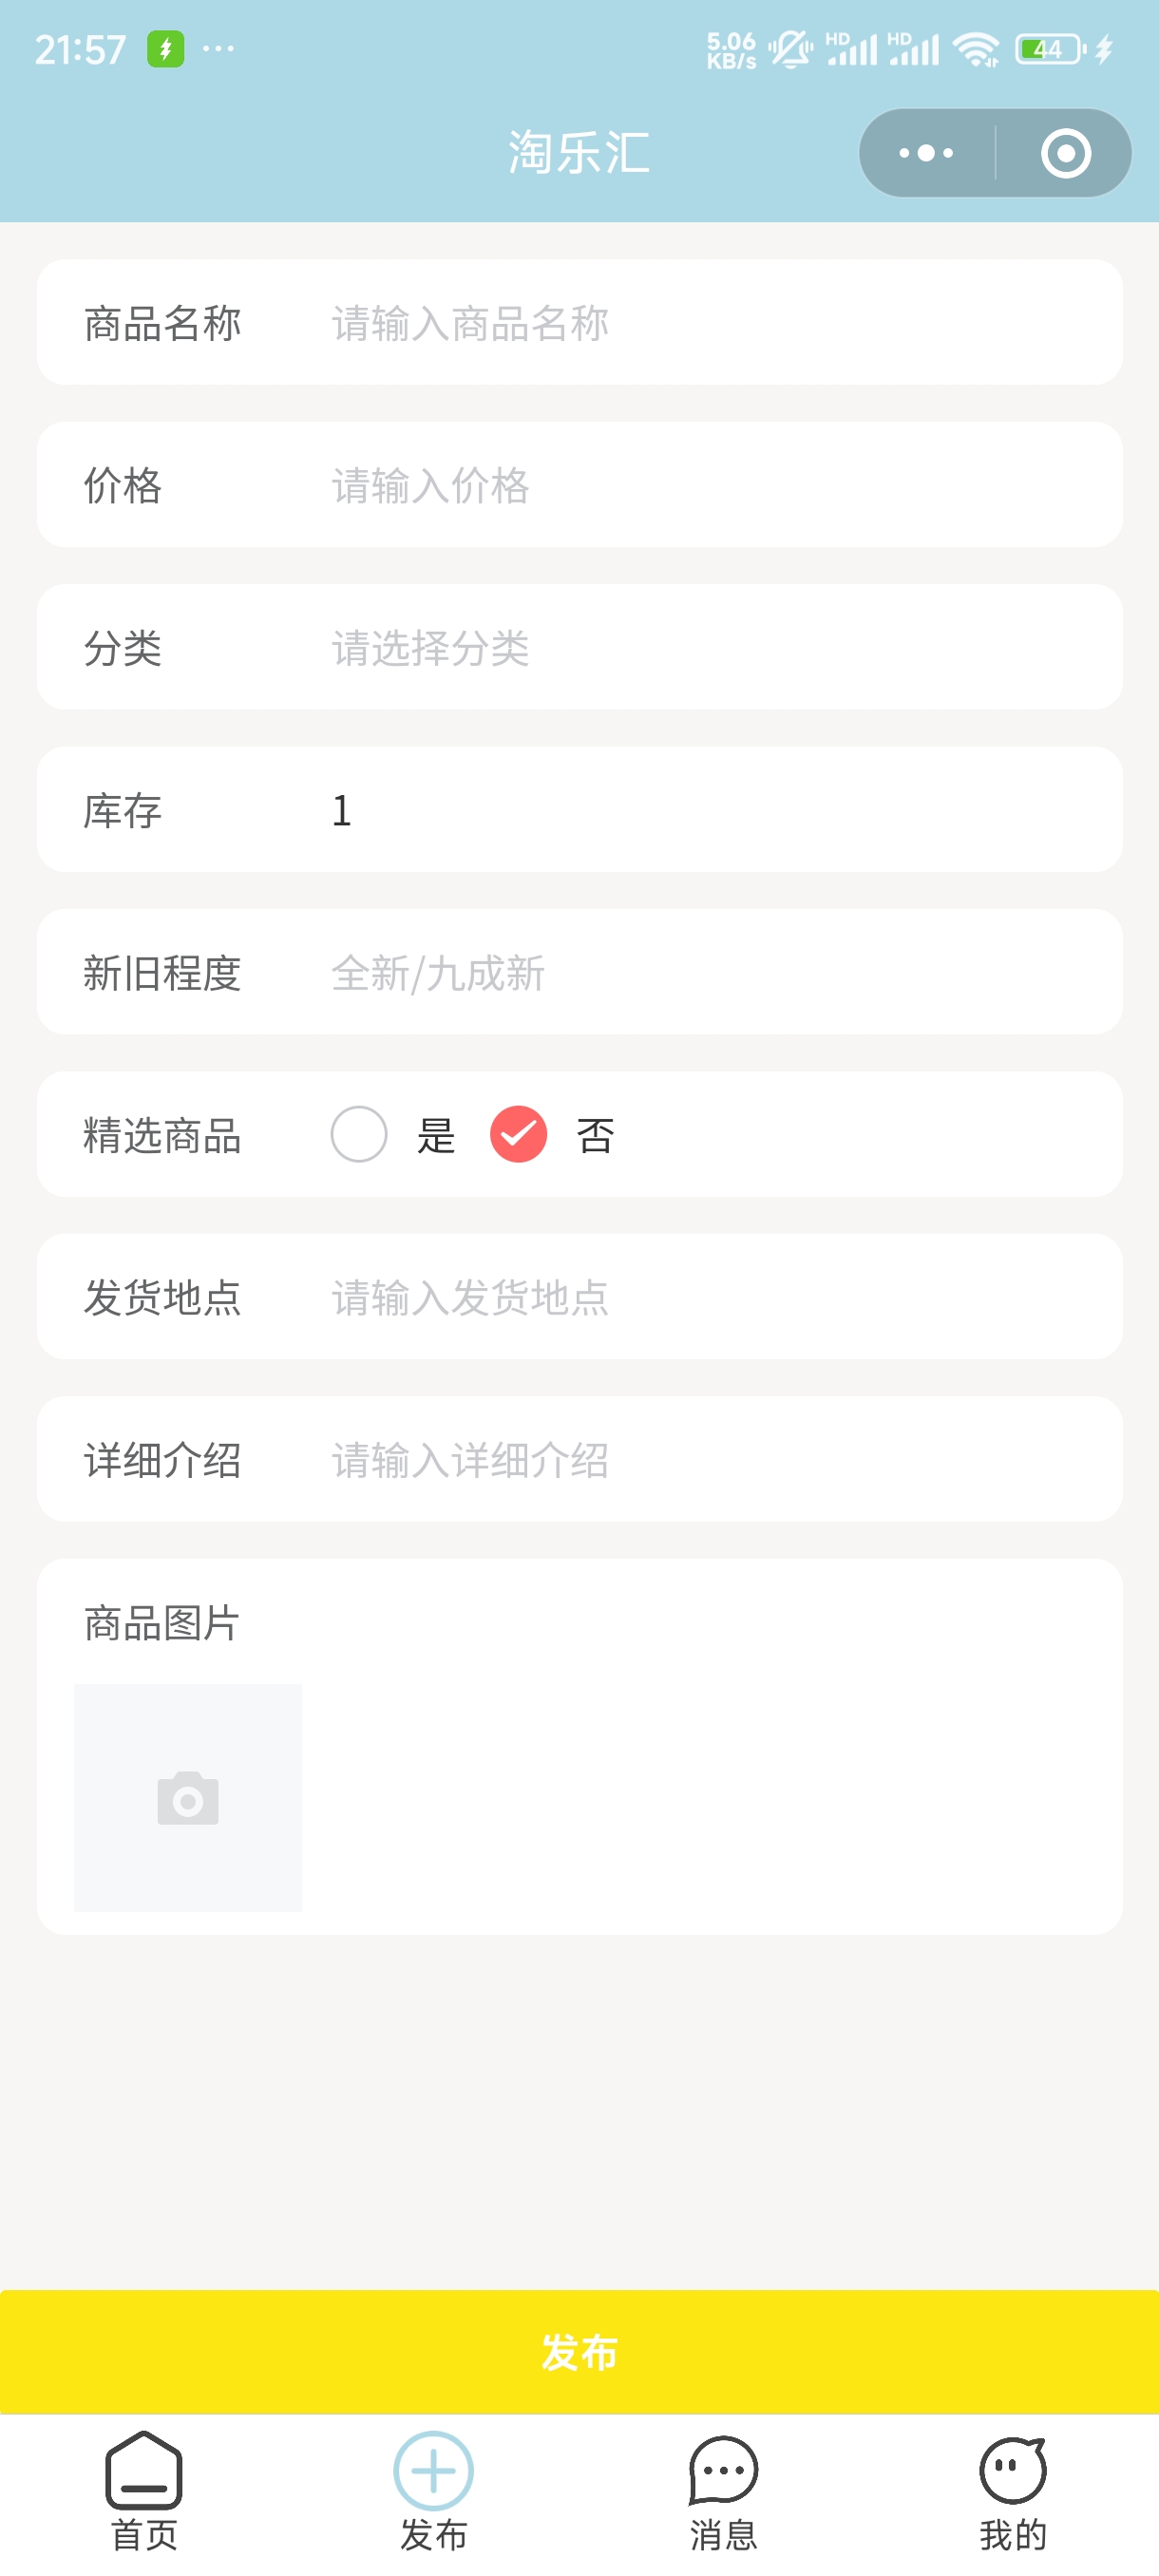 21:57
5.06
KB/s
HD
HD
44
淘乐汇
商品名称 请输入商品名称
价格 请输入价格
分类 请选择分类
库存 1
新旧程度 全新/九成新
精选商品 是 否
发货地点 请输入发货地点
详细介绍 请输入详细介绍
商品图片
发布
首页 发布 消息 我的